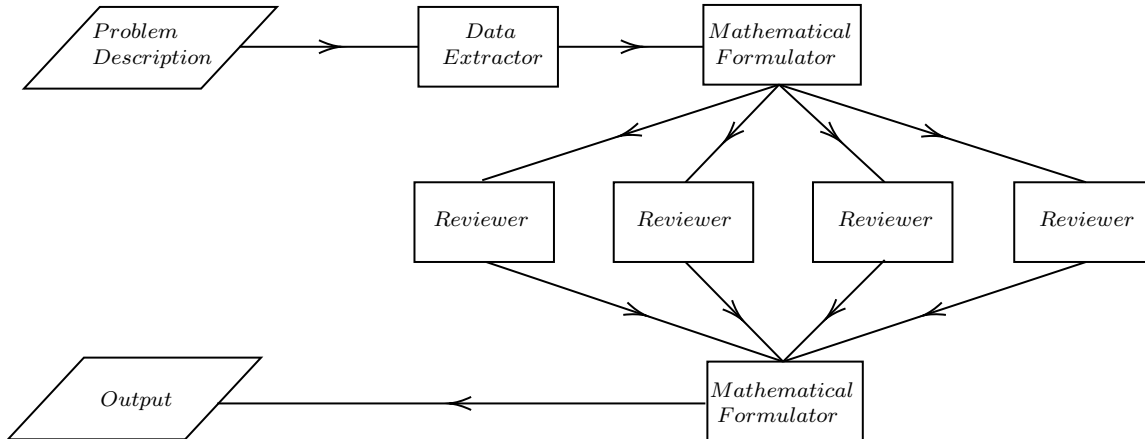 Problem
Description
Data
Extractor
Mathematical
Formulator
Reviewer
Reviewer
Reviewer
Reviewer
Output
Mathematical
Formulator